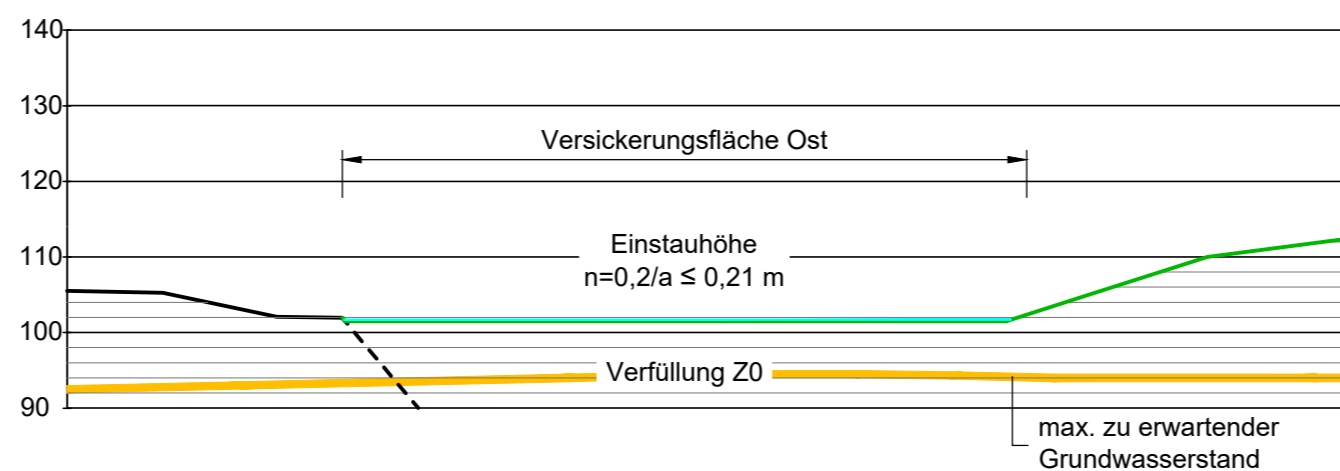 140
130
Versickerungsfläche Ost
120
110
Einstauhöhe
n=0,2/a ≤ 0,21 m
100
Verfüllung Z0
90
max. zu erwartender
Grundwasserstand